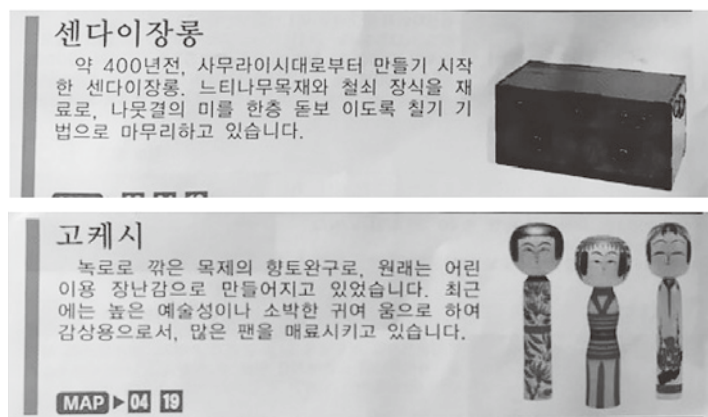 센다이장롱
약 400년전, 사무라이시대로부터 만들기 시작
한 센다이장롱. 느티나무목재와 철쇠 장식을 재
료로, 나뭇결의 미를 한층 돋보 이도록 칠기 기
법으로 마무리하고 있습니다.
고케시
녹로로 깎은 목제의 향토완구로, 원래는 어린
이용 장난감으로 만들어지고 있었습니다. 최근
에는 높은 예술성이나 소박한 귀여 움으로 하여
감상용으로서, 많은 팬을 매료시키고 있습니다.
MAP ▶ 04 19